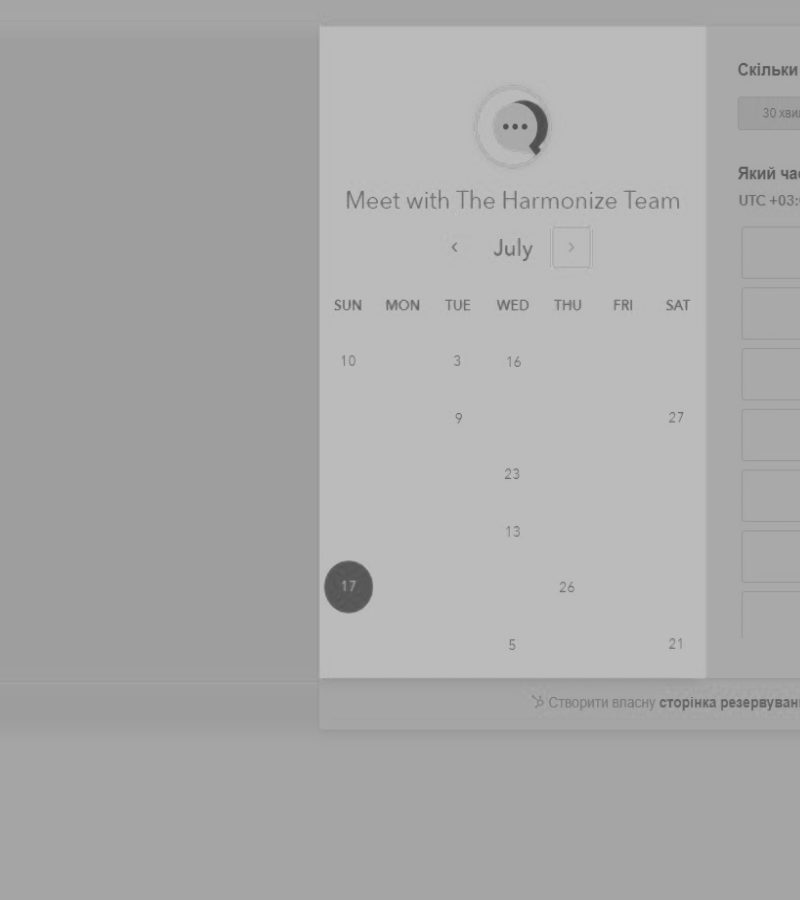 Скільки
30 хви
Meet with The Harmonize Team
Який ча
UTC +03:
July
SUN MON TUE WED THU FRI SAT
10 3 16
9 27
23
13
17 26
5 21
Створити власну сторінка резервуван